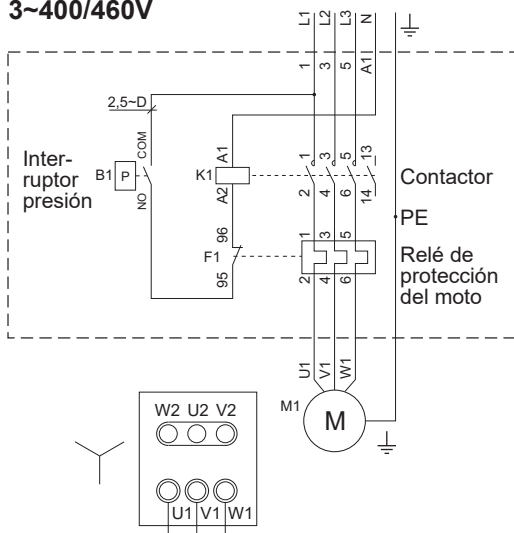 3~400/460V
L1 L2 L3 N
1 3 5 A1
2,5~D
COM
Inter-
ruptor
presión
B1 P
NO
K1
A1
A2
1 3 5 13
2 4 6 14
Contactor
PE
96
F1
95
1 3 5
2 4 6
Relé de
protección
del moto
U1 V1 W1
M1
M
W2 U2 V2
U1 V1 W1